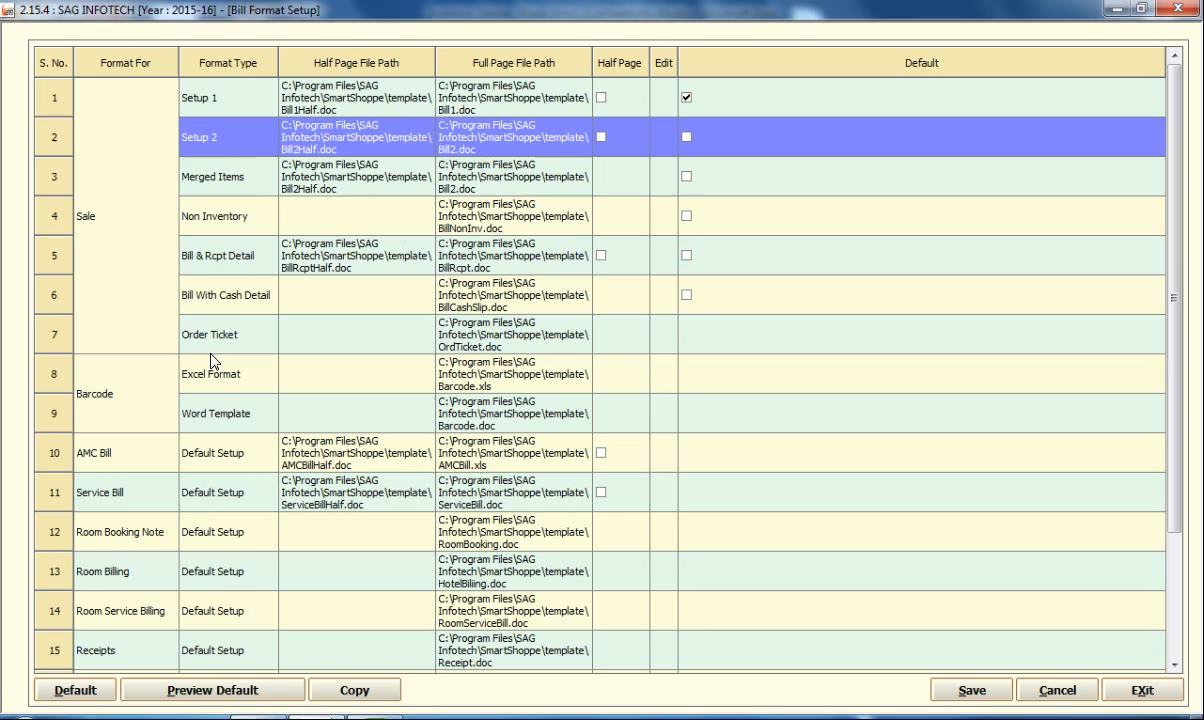 2.15.4 : SAG INFOTECH [Year : 2015-16] - [Bill Format Setup]
S. No. Format For Format Type Half Page File Path Full Page File Path Half Page Edit Default
1 Setup 1 C:\Program Files\SAG Infotech\SmartShoppe\template\Bill1Half.doc C:\Program Files\SAG Infotech\SmartShoppe\template\Bill1.doc
2 Setup 2 C:\Program Files\SAG Infotech\SmartShoppe\template\Bill2Half.doc C:\Program Files\SAG Infotech\SmartShoppe\template\Bill2.doc
3 Merged Items C:\Program Files\SAG Infotech\SmartShoppe\template\Bill2Half.doc C:\Program Files\SAG Infotech\SmartShoppe\template\Bill2.doc
4 Sale Non Inventory C:\Program Files\SAG Infotech\SmartShoppe\template\BillNonInv.doc
5 Bill & Rcpt Detail C:\Program Files\SAG Infotech\SmartShoppe\template\BillRcptHalf.doc C:\Program Files\SAG Infotech\SmartShoppe\template\BillRcpt.doc
6 Bill With Cash Detail C:\Program Files\SAG Infotech\SmartShoppe\template\BillCashSlip.doc
7 Order Ticket C:\Program Files\SAG Infotech\SmartShoppe\template\OrdTicket.doc
8 Excel Format C:\Program Files\SAG Infotech\SmartShoppe\template\Barcode.xls
Barcode
9 Word Template C:\Program Files\SAG Infotech\SmartShoppe\template\Barcode.doc
10 AMC Bill Default Setup C:\Program Files\SAG Infotech\SmartShoppe\template\AMCBillHalf.doc C:\Program Files\SAG Infotech\SmartShoppe\template\AMCBill.xls
11 Service Bill Default Setup C:\Program Files\SAG Infotech\SmartShoppe\template\ServiceBillHalf.doc C:\Program Files\SAG Infotech\SmartShoppe\template\ServiceBill.doc
12 Room Booking Note Default Setup C:\Program Files\SAG Infotech\SmartShoppe\template\RoomBooking.doc
13 Room Billing Default Setup C:\Program Files\SAG Infotech\SmartShoppe\template\HotelBiling.doc
14 Room Service Billing Default Setup C:\Program Files\SAG Infotech\SmartShoppe\template\RoomServiceBill.doc
15 Receipts Default Setup C:\Program Files\SAG Infotech\SmartShoppe\template\Receipt.doc
Default Preview Default Copy Save Cancel EXit